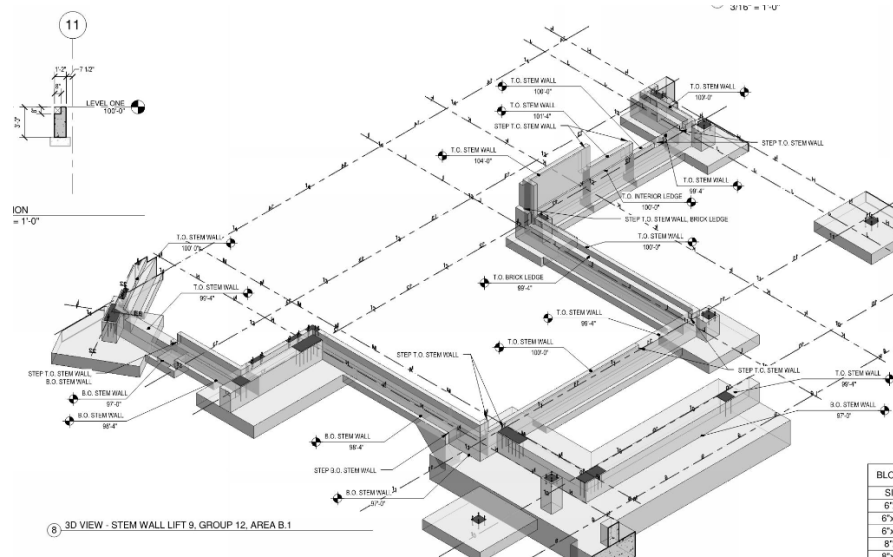 3/16" = 1'-0"
11
1'-2"
7 1/2"
8"
LEVEL ONE
100'-0"
3'-0"
ION
= 1'-0"
T.O. STEM WALL
100'-0"
T.O. STEM WALL
100'-0"
T.O. STEM WALL
101'-4"
STEP T.O. STEM WALL
STEP T.O. STEM WALL
T.O. STEM WALL
104'-0"
T.O. STEM WALL
99'-4"
T.O. INTERIOR LEDGE
100'-0"
STEP T.O. STEM WALL, BRICK LEDGE
T.O. STEM WALL
100'-0"
T.O. STEM WALL
100'-0"
T.O. BRICK LEDGE
99'-4"
T.O. STEM WALL
99'-4"
T.O. STEM WALL
T.O. STEM WALL
100'-0"
STEP T.O. STEM WALL
STEP T.O. STEM WALL
T.O. STEM WALL
99'-4"
STEP T.O. STEM WALL,
B.O. STEM WALL
B.O. STEM WALL
97'-0"
B.O. STEM WALL
97'-0"
B.O. STEM WALL
98'-4"
B.O. STEM WALL
98'-4"
STEP B.O. STEM WALL
B.O. STEM WALL
97'-0"
8
3D VIEW - STEM WALL LIFT 9, GROUP 12, AREA B.1
BLO
6"
6"x
6"x
8"